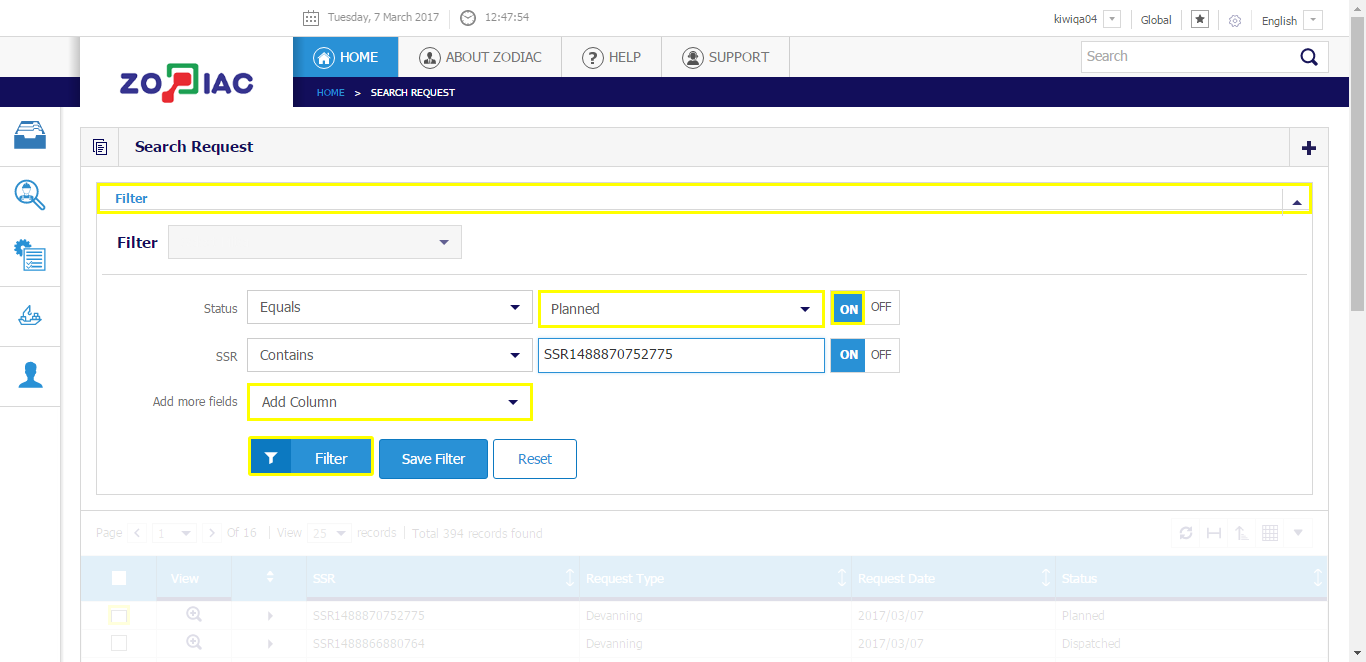 Tuesday, 7 March 2017 12:47:54 kiwiqa04 Global English
ZODIAC HOME ABOUT ZODIAC HELP SUPPORT Search
HOME > SEARCH REQUEST
Search Request
Filter
Filter
Status Equals Planned ON OFF
SSR Contains SSR1488870752775 ON OFF
Add more fields Add Column
Filter Save Filter Reset
Page 1 Of 16 View 25 records Total 394 records found
View SSR Request Type Request Date Status
SSR1488870752775 Devanning 2017/03/07 Planned
SSR1488866880764 Devanning 2017/03/07 Dispatched